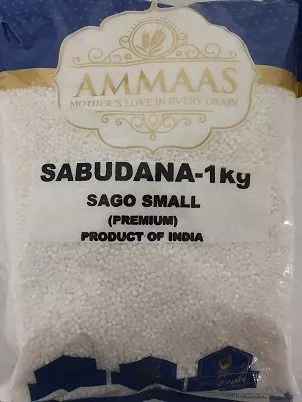 AMMAAS
MOTHER'S LOVE IN EVERY GRAIN
SABUDANA-1kg
SAGO SMALL
(PREMIUM)
PRODUCT OF INDIA